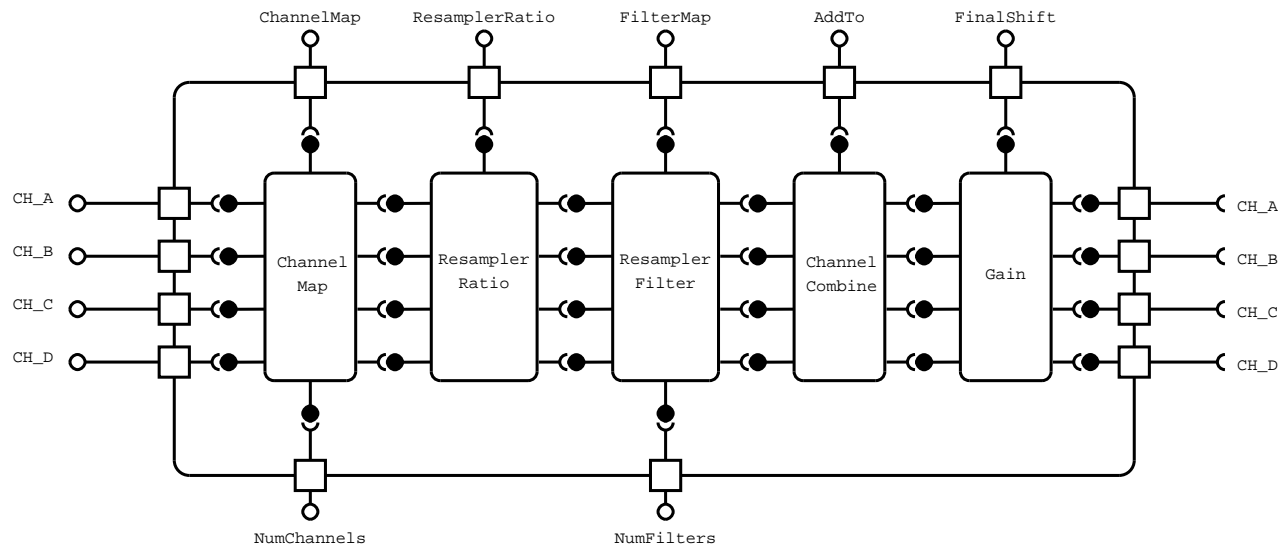 ChannelMap
ResamplerRatio
FilterMap
AddTo
FinalShift
CH_A
CH_B
CH_C
CH_D
Channel
Map
Resampler
Ratio
Resampler
Filter
Channel
Combine
Gain
CH_A
CH_B
CH_C
CH_D
NumChannels
NumFilters